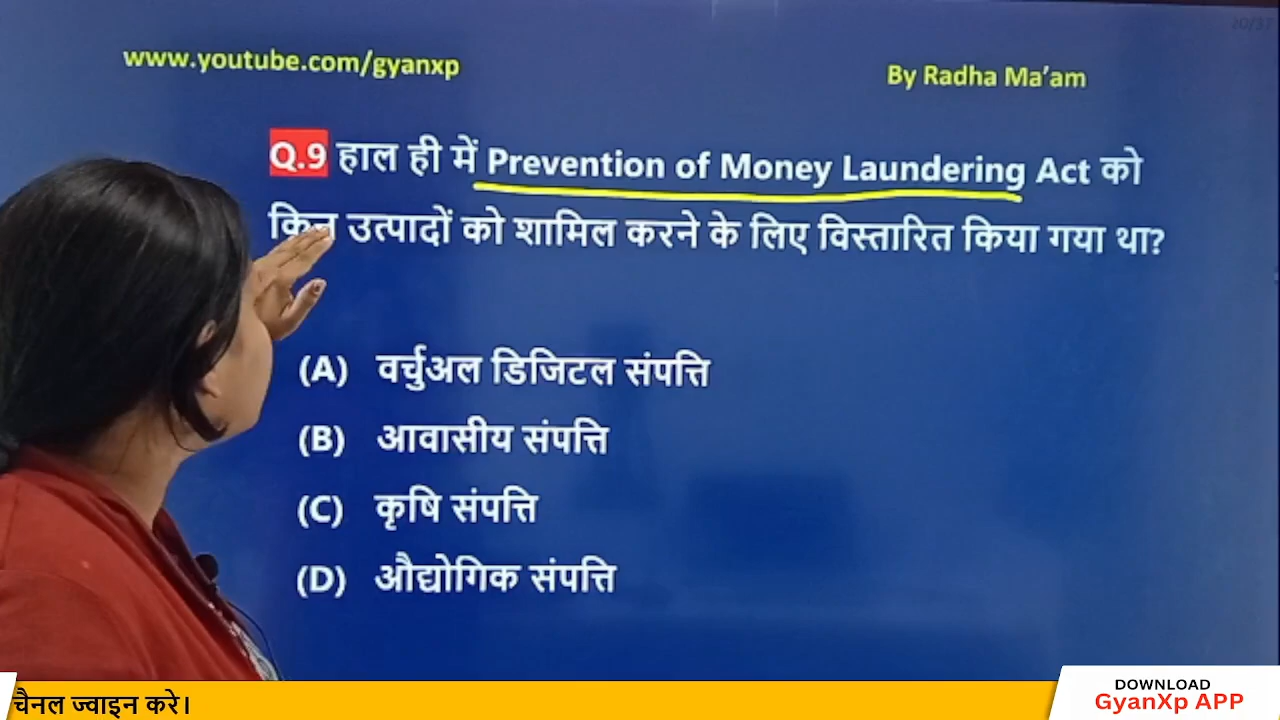 www.youtube.com/gyanxp
By Radha Ma'am
Q.9 हाल ही में Prevention of Money Laundering Act को
किन उत्पादों को शामिल करने के लिए विस्तारित किया गया था?
(A) वर्चुअल डिजिटल संपत्ति
(B) आवासीय संपत्ति
(C) कृषि संपत्ति
(D) औद्योगिक संपत्ति
चैनल ज्वाइन करे।
DOWNLOAD
GyanXp APP